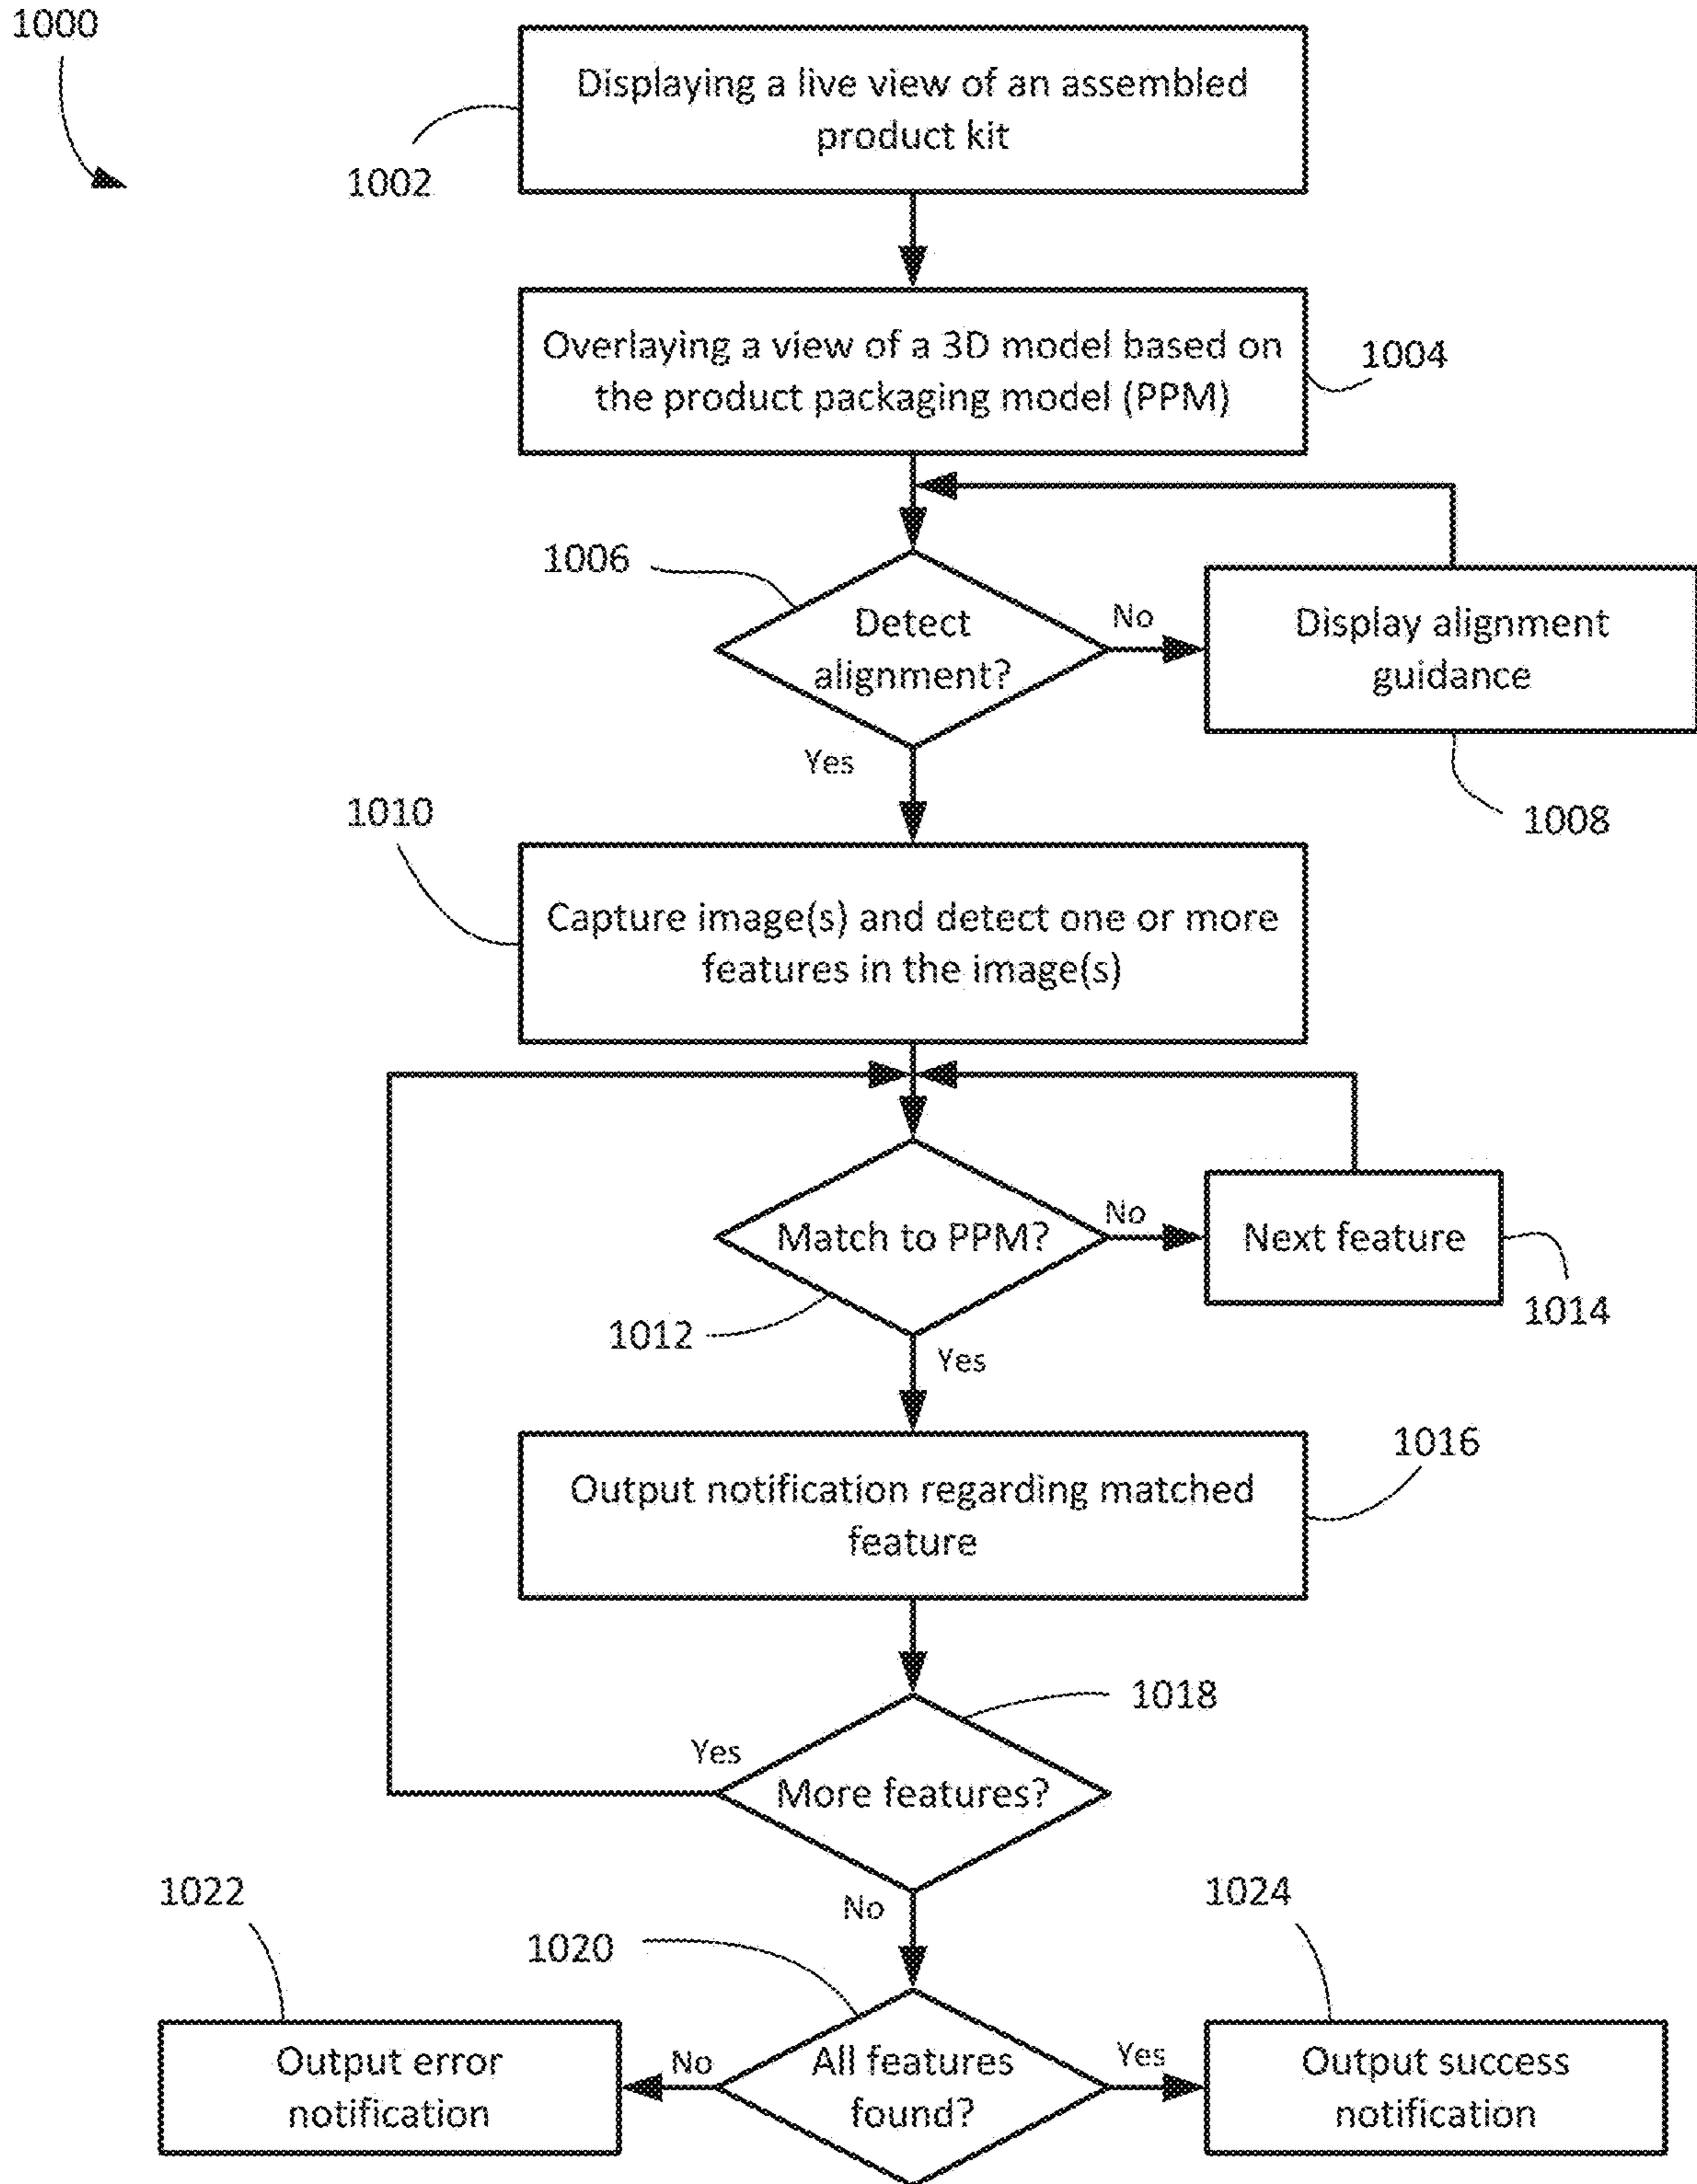 1000
Displaying a live view of an assembled
product kit
1002
Overlaying a view of a 3D model based on
the product packaging model (PPM)
1004
1006
Detect
alignment?
No
Display alignment
guidance
Yes
1008
1010
Capture image(s) and detect one or more
features in the image(s)
Match to PPM?
No
Next feature
1012
1014
Yes
1016
Output notification regarding matched
feature
1018
Yes
More features?
No
1022
1024
1020
Output error
notification
No
All features
found?
Yes
Output success
notification